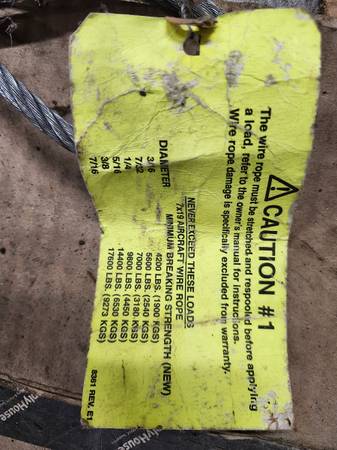 ⚠CAUTION #1
The wire rope must be stretched and respooled before applying
a load, refer to the owner's manual for instructions.
Wire rope damage is specifically excluded from warranty.
NEVER EXCEED THESE LOADS
7X19 AIRCRAFT WIRE ROPE
DIAMETER MINIMUM BREAKING STRENGTH (NEW)
3/16 4200 LBS. (1900 KGS)
7/32 5600 LBS. (2540 KGS)
1/4 7000 LBS. (3180 KGS)
5/16 9800 LBS. (4450 KGS)
3/8 14400 LBS. (6530 KGS)
7/16 17600 LBS. (9273 KGS)
8361 REV. E1
House